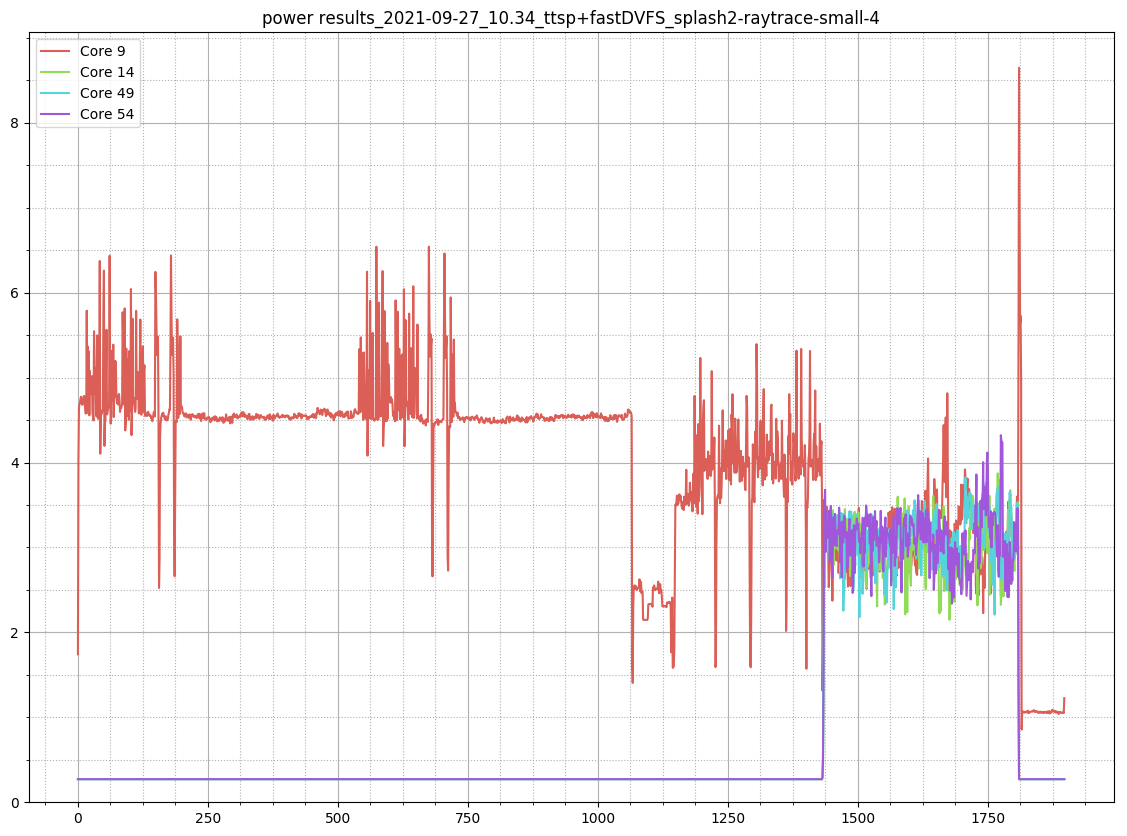 power results_2021-09-27_10.34_ttsp+fastDVFS_splash2-raytrace-small-4
Core 9
Core 14
Core 49
Core 54
8
6
4
2
0
0 250 500 750 1000 1250 1500 1750